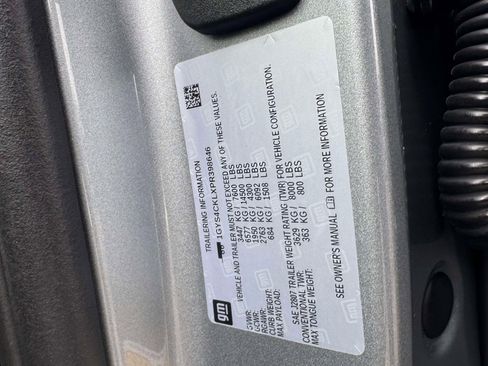 gm
TRAILERING INFORMATION
1GYS4CKLXPR398646
VEHICLE AND TRAILER MUST NOT EXCEED ANY OF THESE VALUES.
GVWR: 3447 KG / 7600 LBS
GCWR: 6577 KG / 14500 LBS
RGAWR: 1950 KG / 4300 LBS
CURB WEIGHT: 2763 KG / 6092 LBS
MAX PAYLOAD: 684 KG / 1508 LBS
SAE J2807 TRAILER WEIGHT RATING (TWR) FOR VEHICLE CONFIGURATION.
CONVENTIONAL TWR: 3629 KG / 8000 LBS
MAX TONGUE WEIGHT: 363 KG / 800 LBS
SEE OWNER'S MANUAL FOR MORE INFORMATION